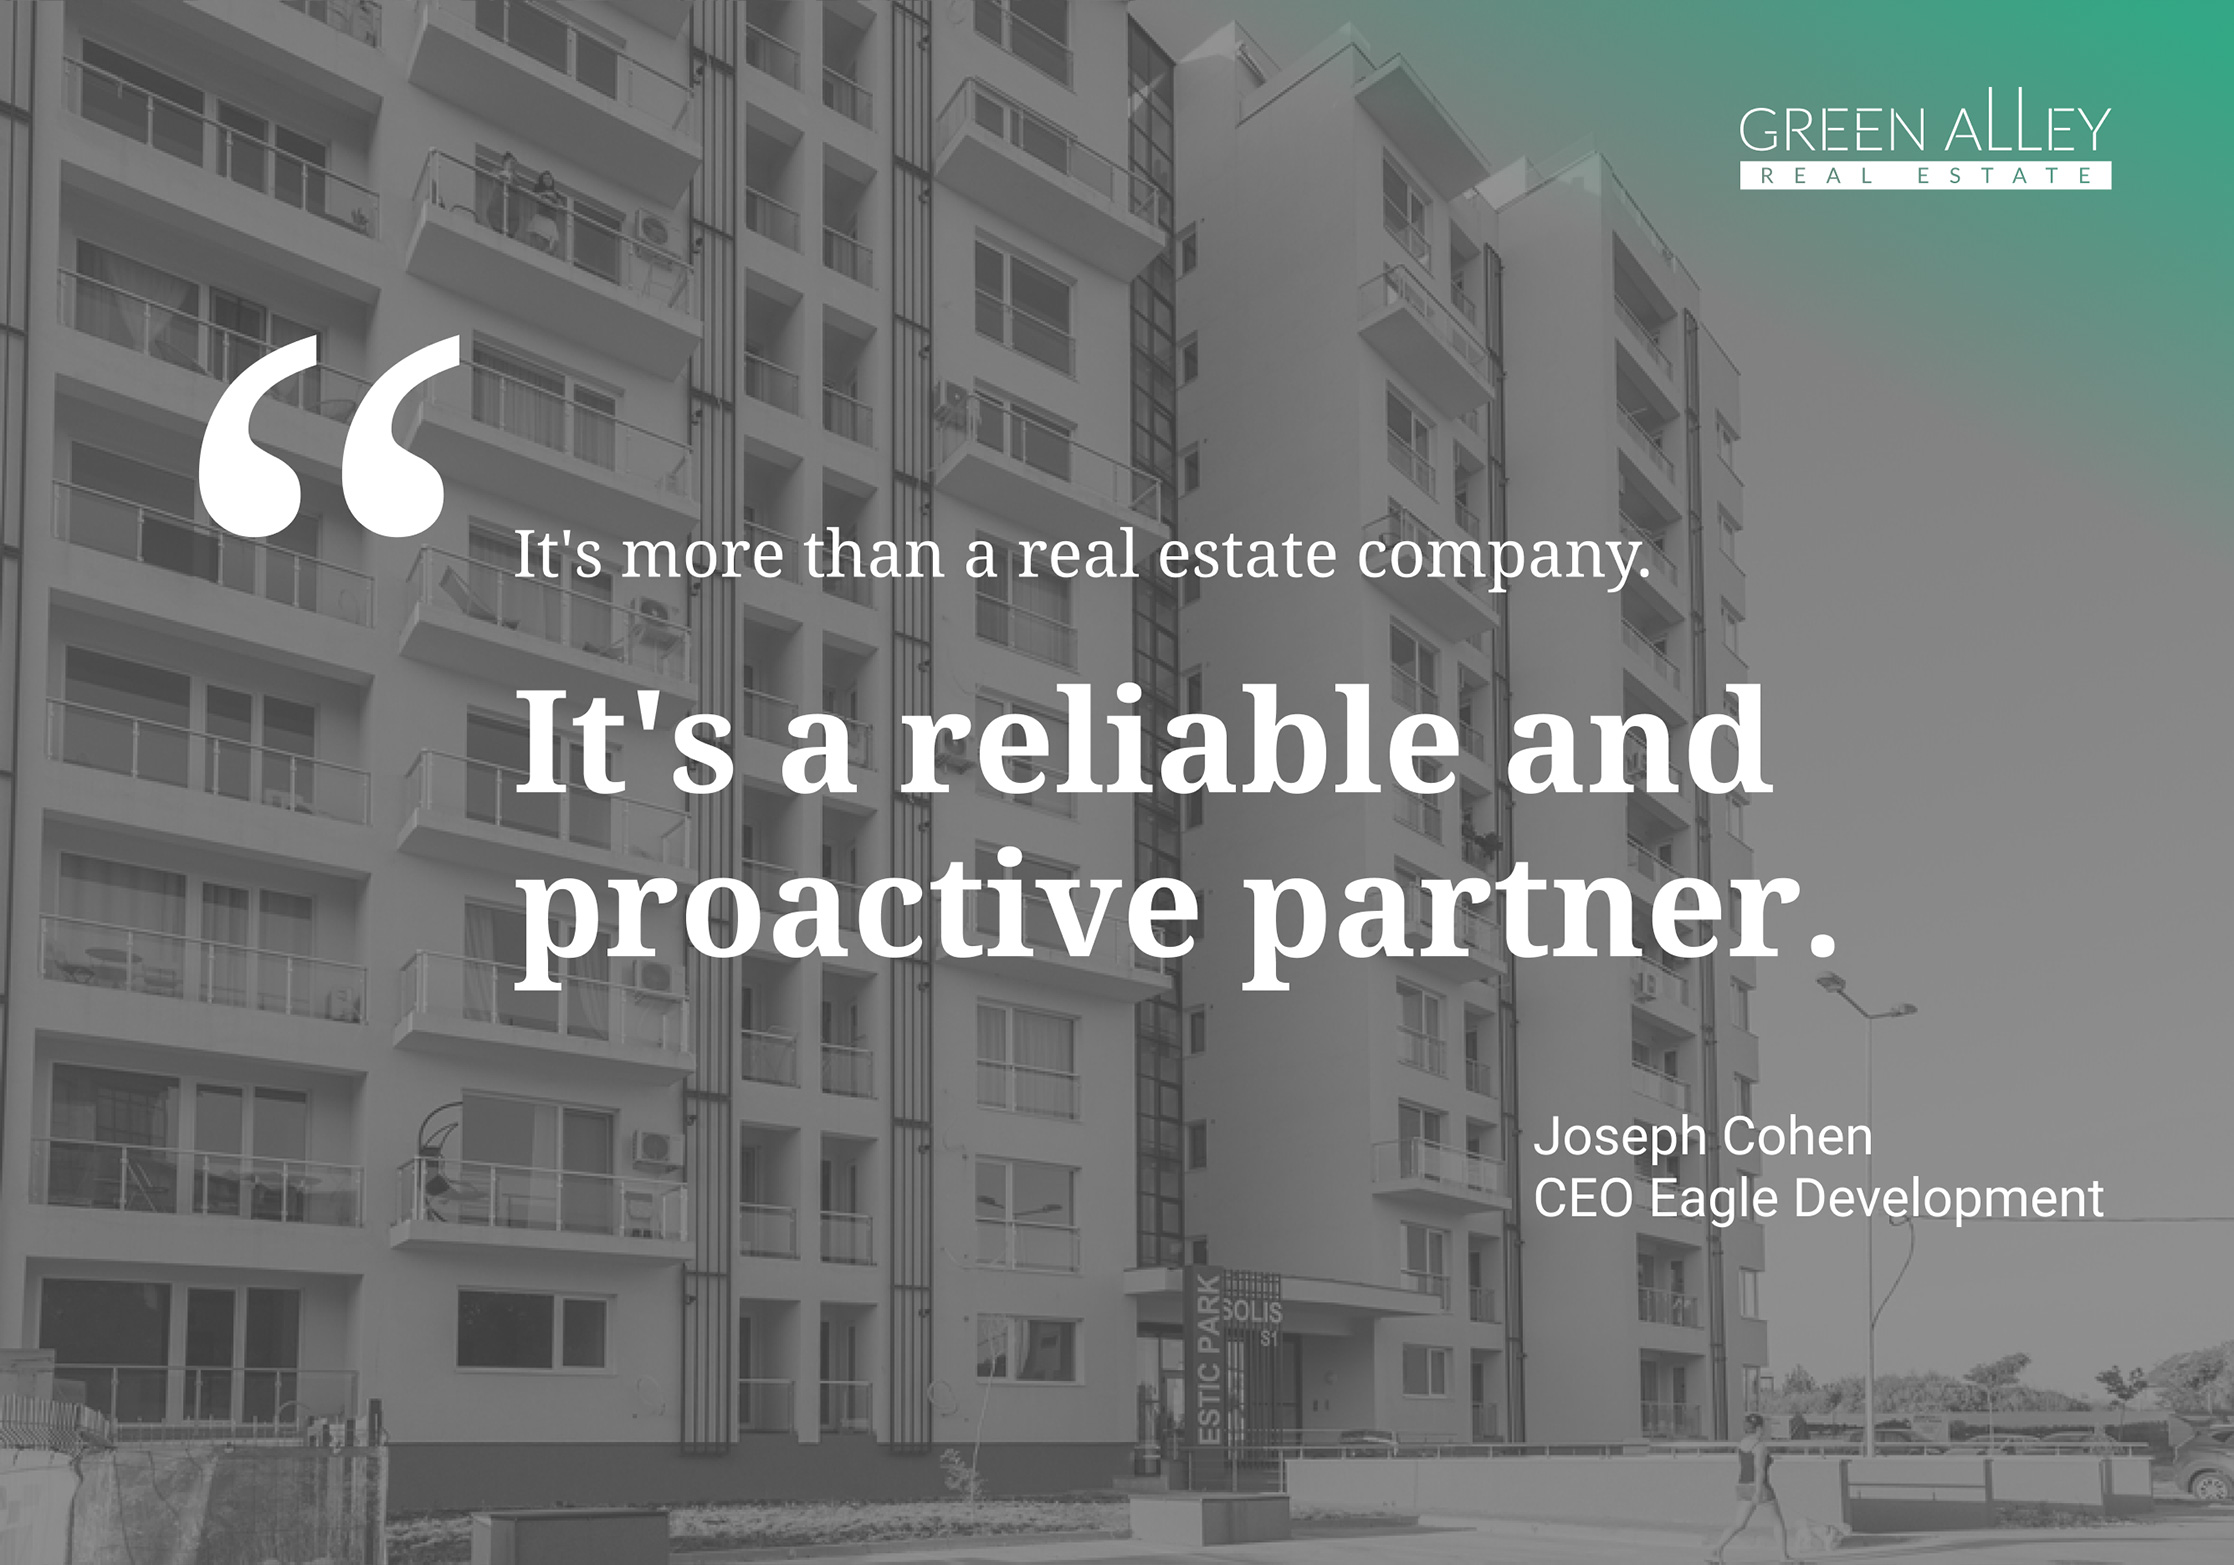 GREEN ALLEY
REAL ESTATE
“
It's more than a real estate company.
It's a reliable and
proactive partner.
Joseph Cohen
CEO Eagle Development
SOLIS
S1
ESTIC PARK